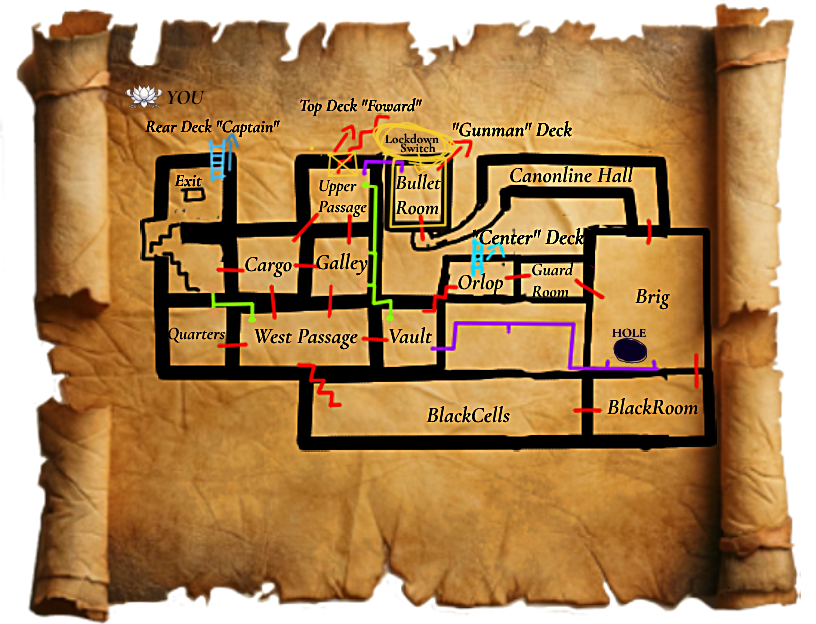 YOU
Top Deck "Foward"
Rear Deck "Captain"
"Gunman" Deck
Lockdown
Switch
Exit
Upper
Passage
Bullet
Room
Canonline Hall
"Center" Deck
Cargo
Galley
Orlop
Guard
Room
Brig
Quarters
West Passage
Vault
HOLE
BlackCells
BlackRoom